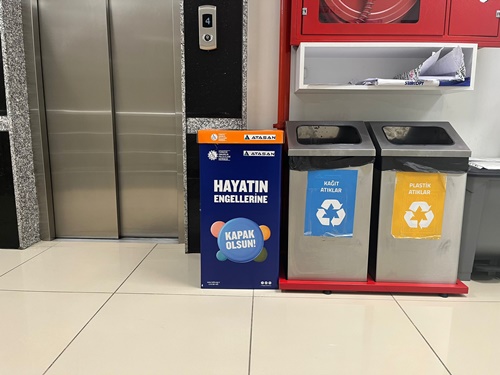 4
ATASAN
ATASAN
HAYATIN
ENGELLERİNE
KAPAK
OLSUN!
KAĞIT
ATIKLAR
PLASTİK
ATIKLAR